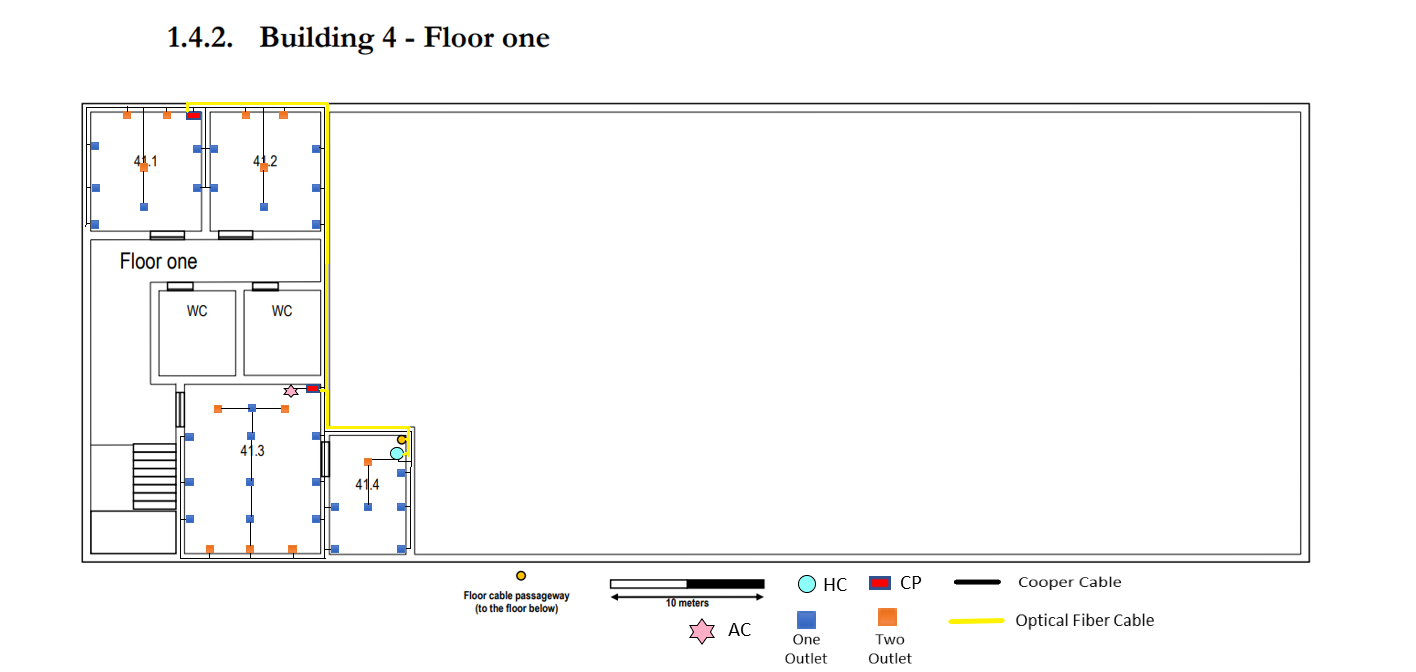 1.4.2. Building 4 - Floor one
41.1
41.2
Floor one
WC
WC
41.3
41.4
Floor cable passageway
(to the floor below)
10 meters
HC
CP
Cooper Cable
AC
One
Outlet
Two
Outlet
Optical Fiber Cable